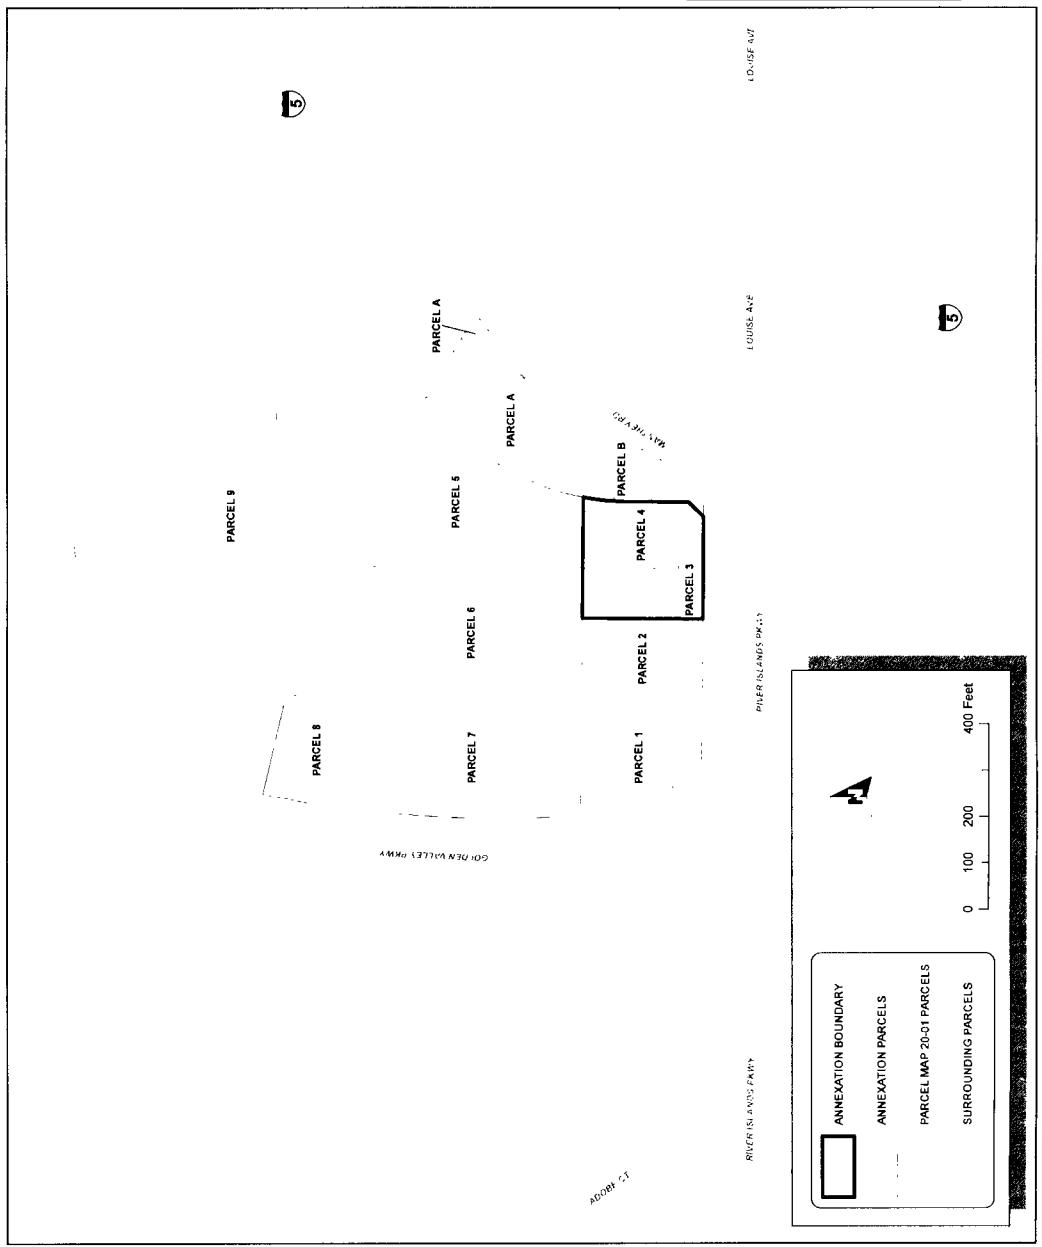 5
PARCEL 9
PARCEL 8
PARCEL A
PARCEL 5
PARCEL 6
PARCEL 7
PARCEL A
PARCEL B
PARCEL 4
PARCEL 3
PARCEL 2
PARCEL 1
GOLDEN VALLEY PKWY
ADOBE CT
RIVER ISLANDS PKWY
RIVER ISLANDS PKWY
LOUISE AVE
LOUISE AVE
5
ANNEXATION BOUNDARY
ANNEXATION PARCELS
PARCEL MAP 20-01 PARCELS
SURROUNDING PARCELS
0 100 200 400 Feet